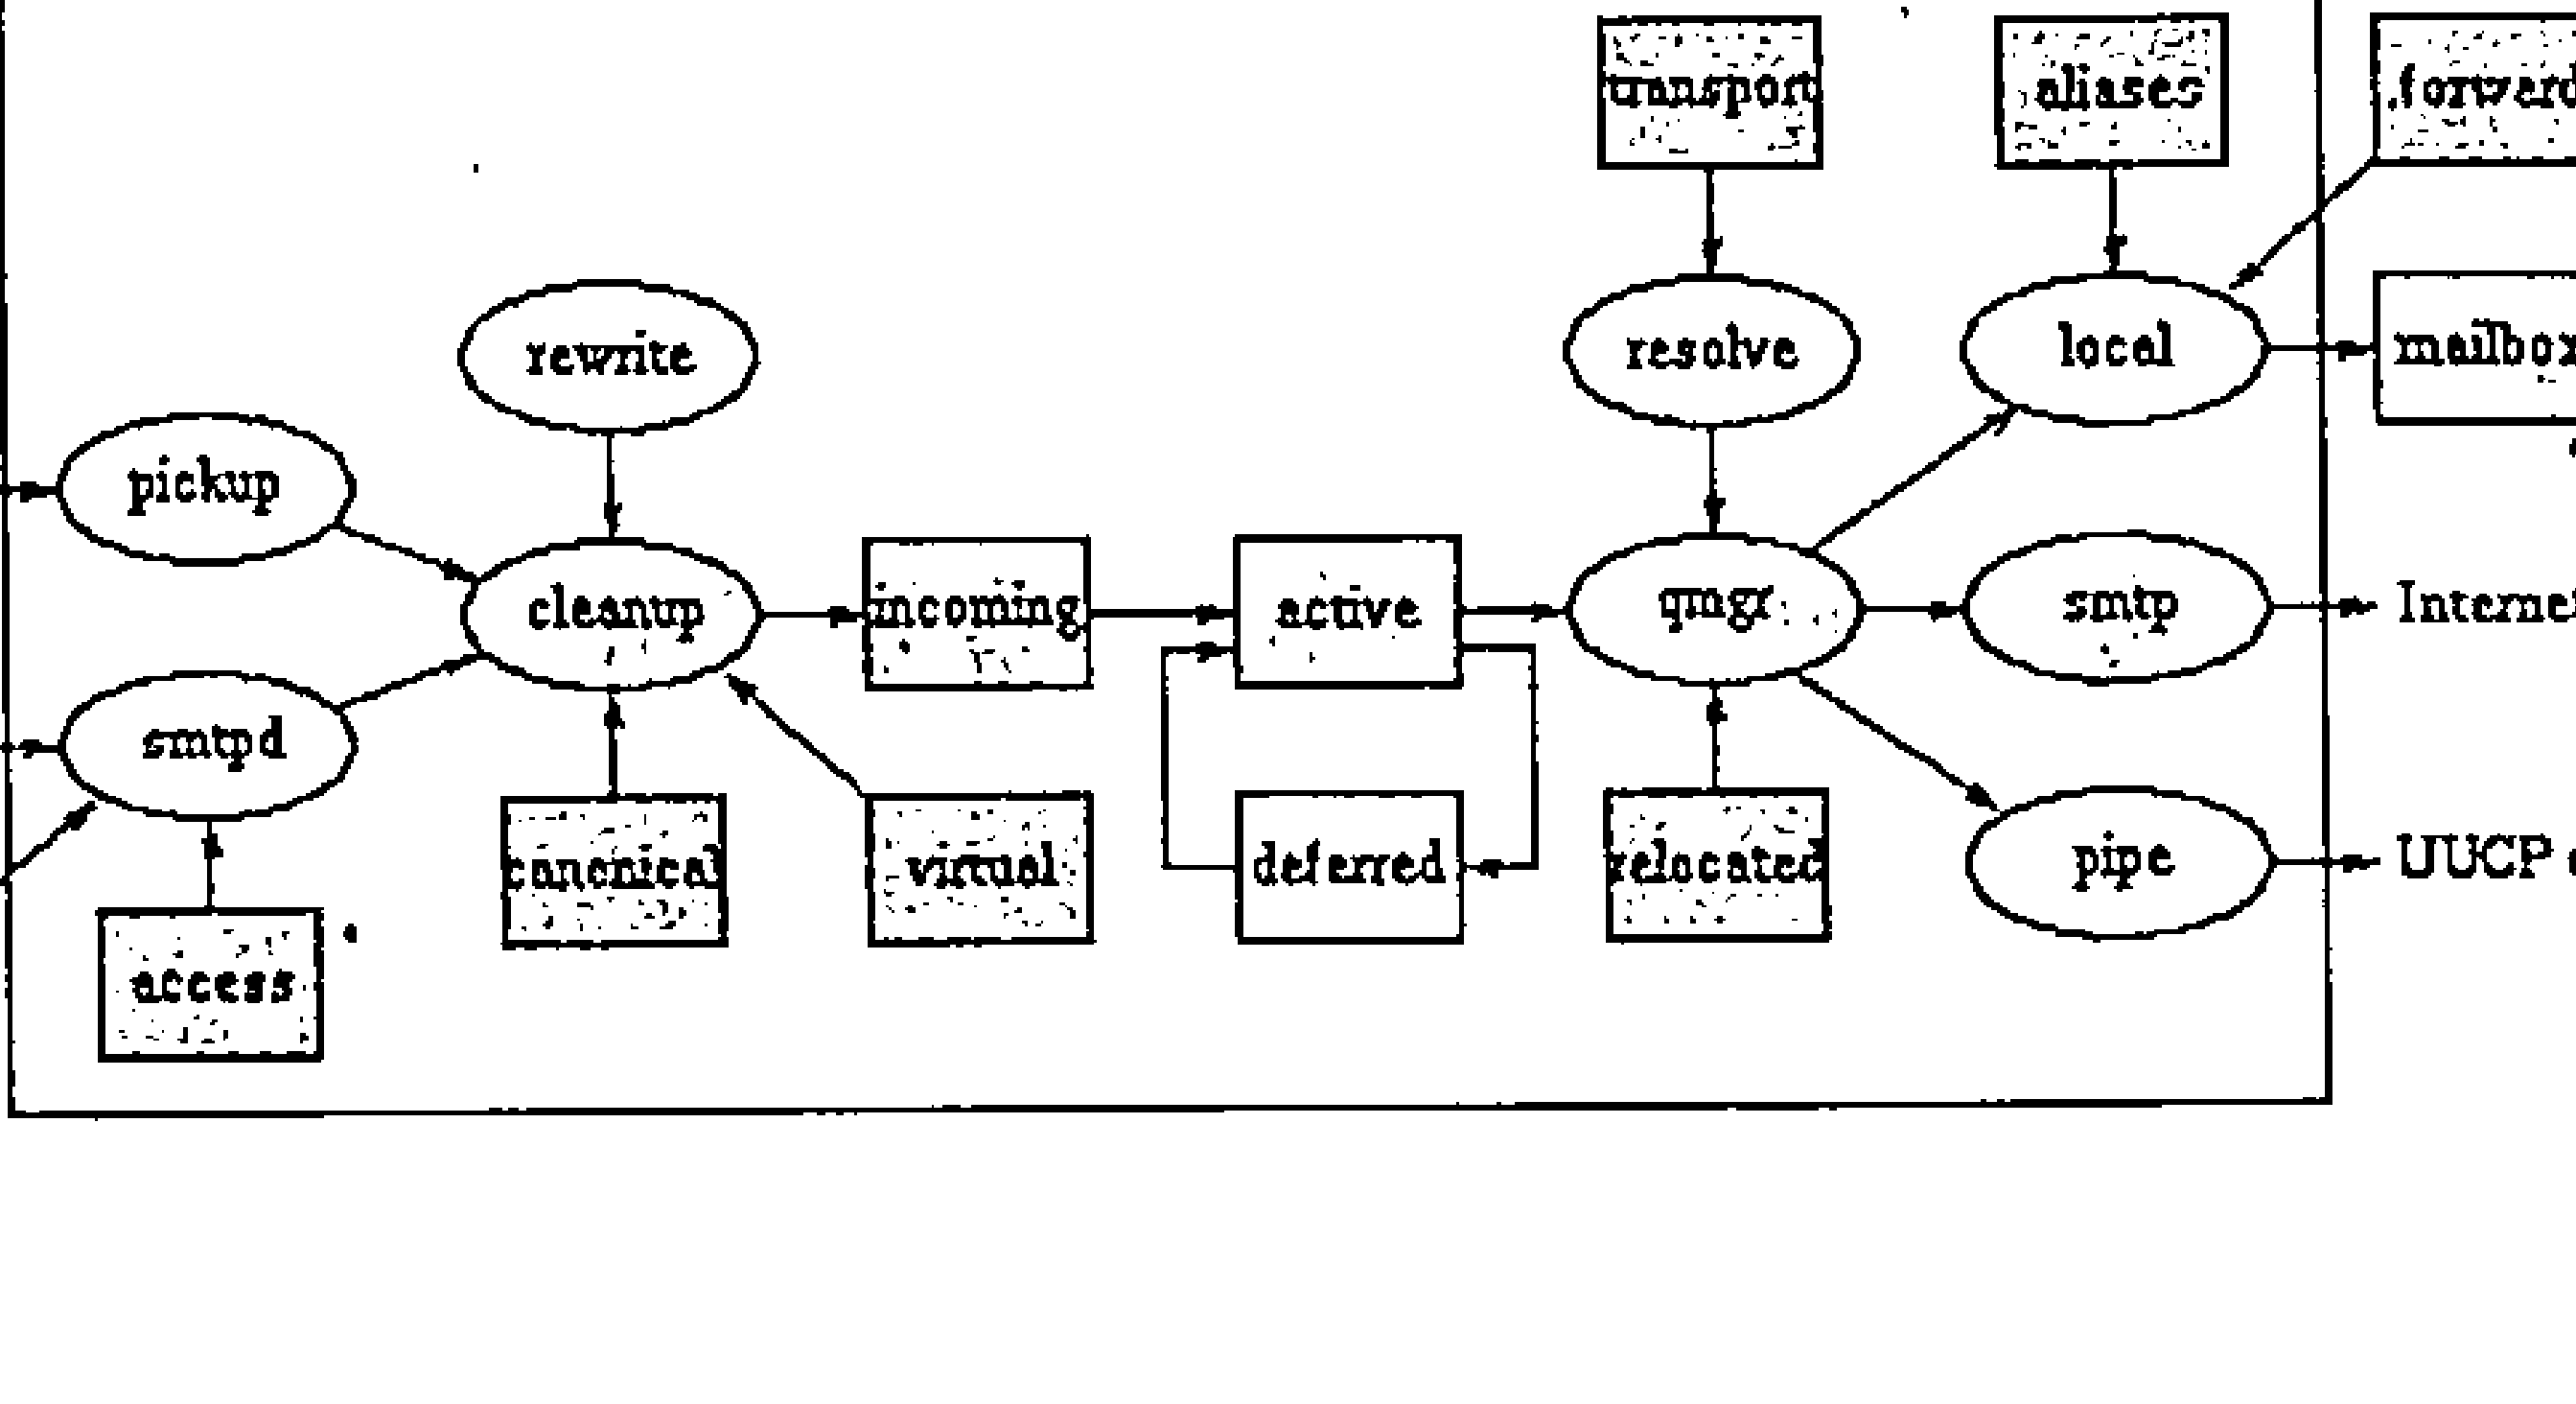 transport
aliases
.forward
rewrite
resolve
local
mailbox
pickup
cleanup
incoming
active
qmgr
smtp
Internet
smtpd
canonical
virtual
deferred
relocated
pipe
UUCP
access